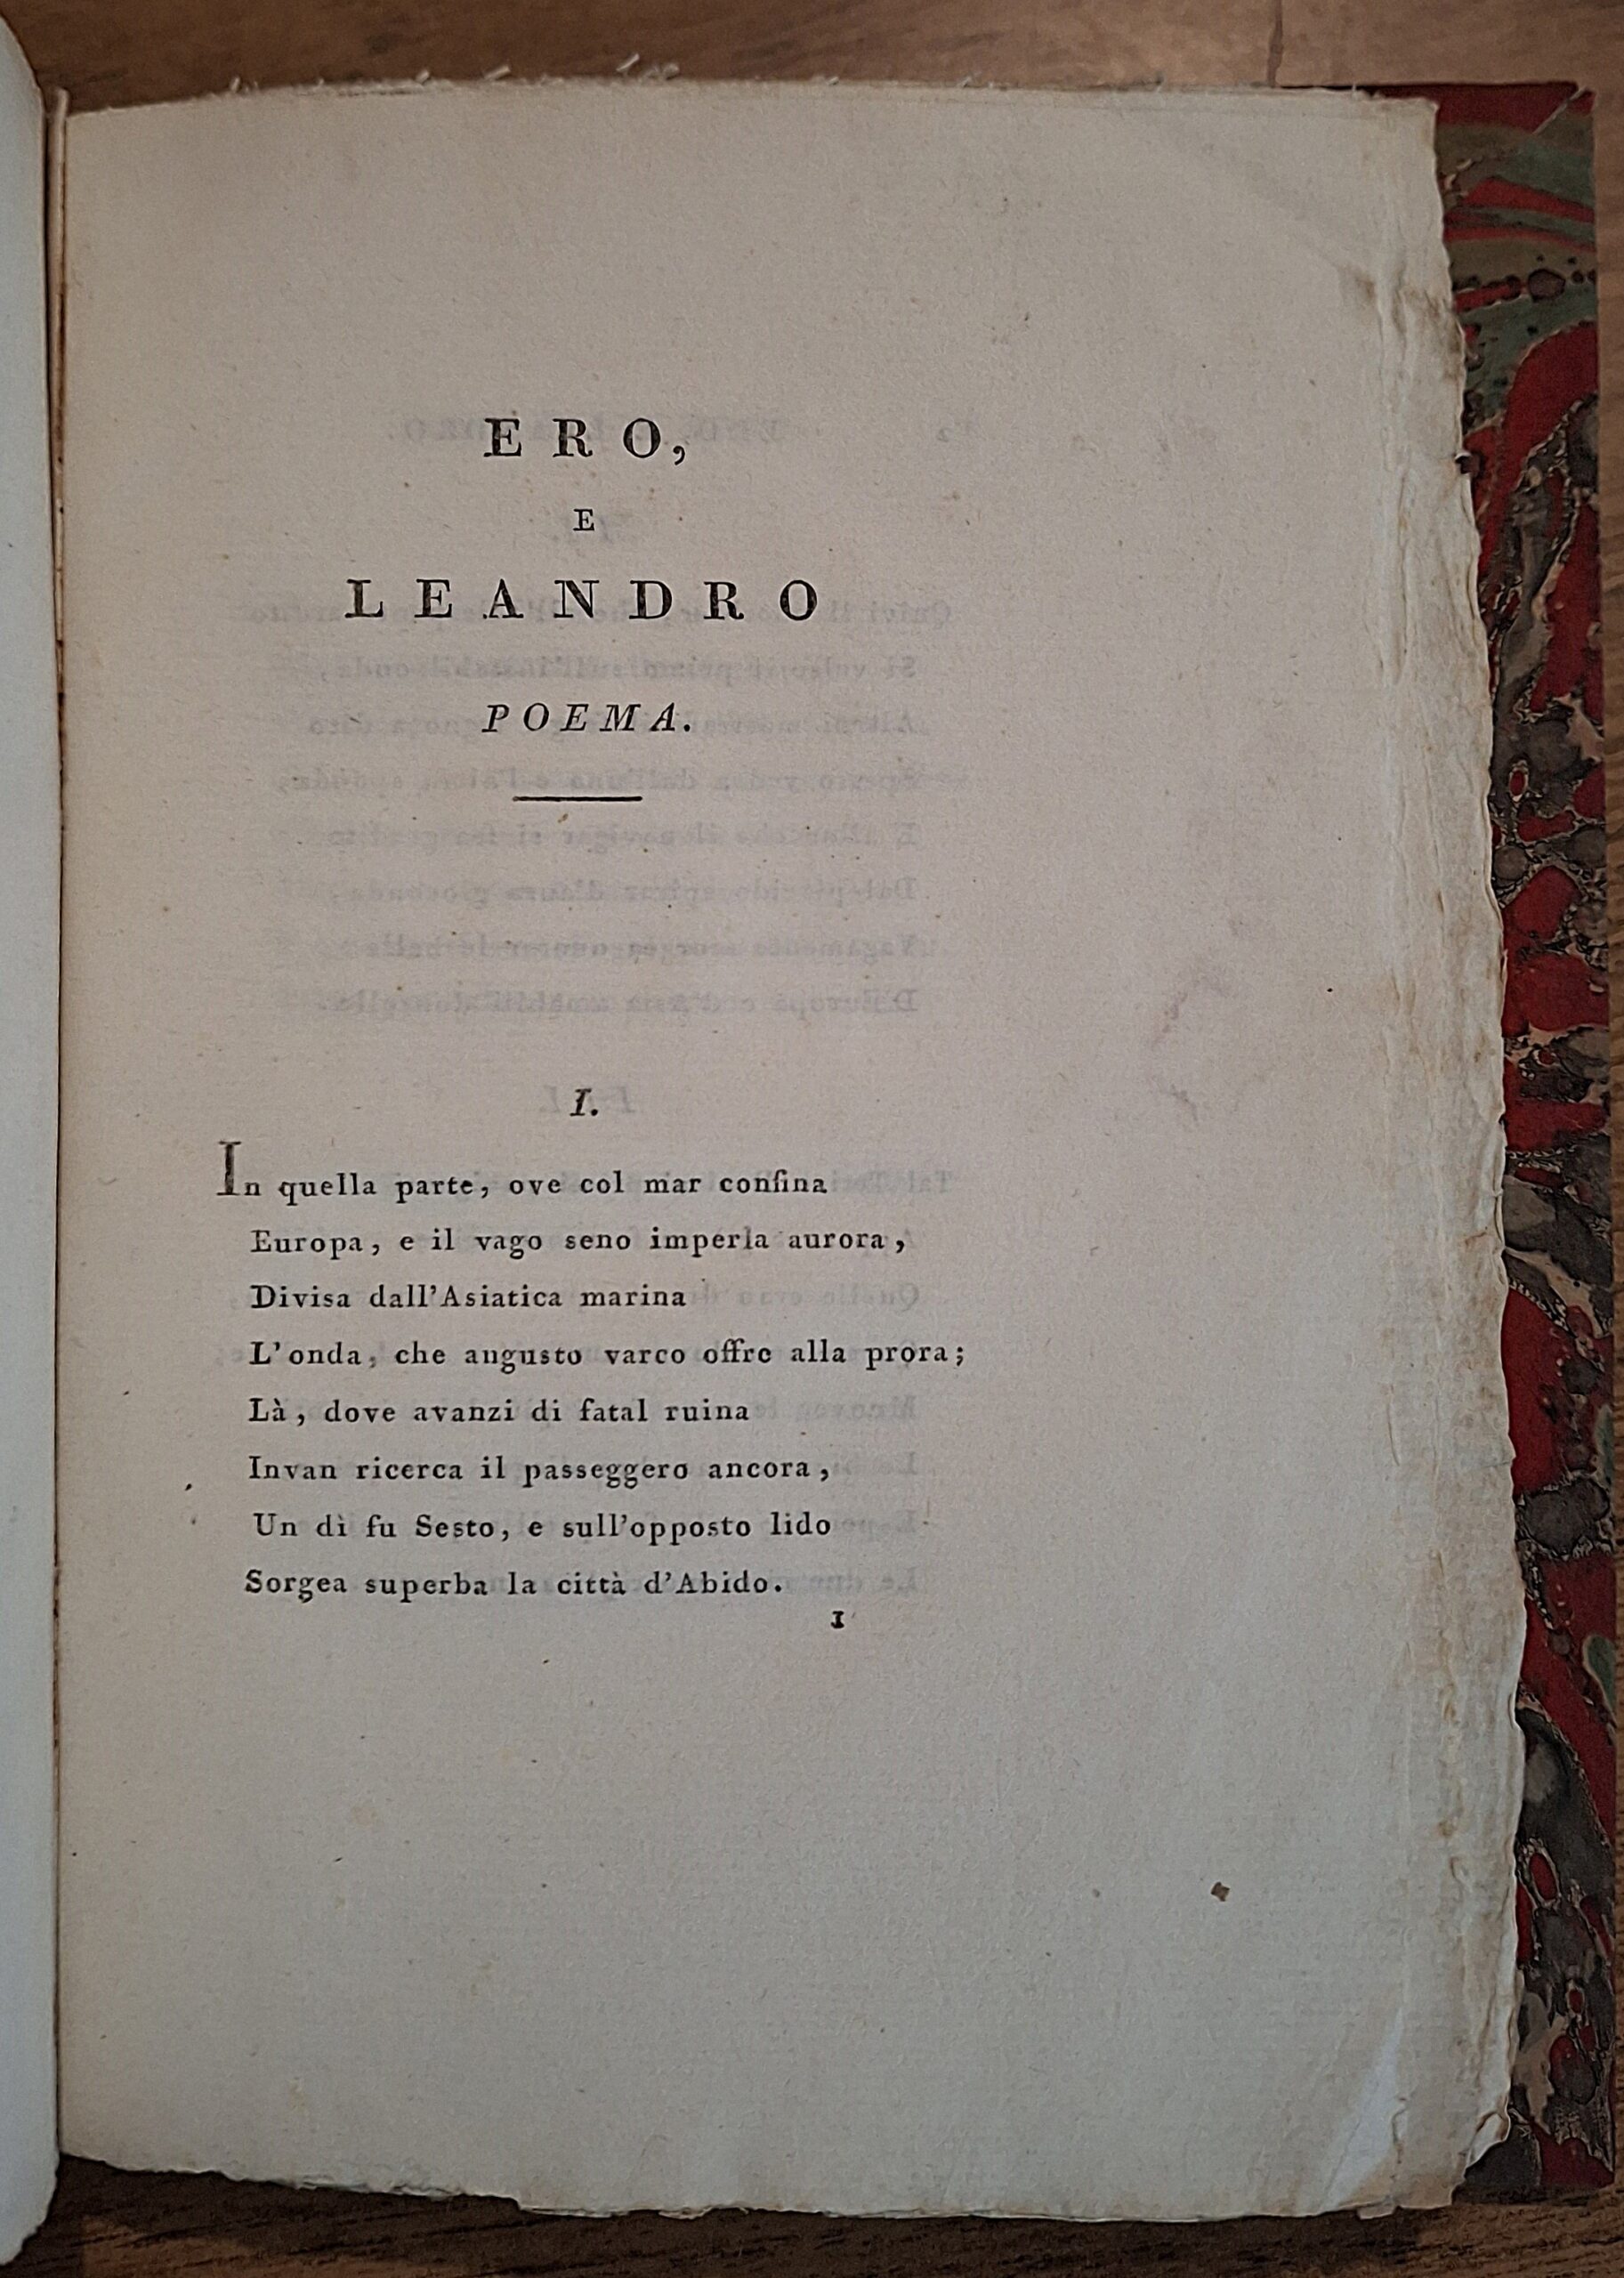 ERO,
E
LEANDRO
POEMA.
I.
In quella parte, ove col mar confina
Europa, e il vago seno imperla aurora,
Divisa dall'Asiatica marina
L'onda, che angusto varco offre alla prora;
Là, dove avanzi di fatal ruina
Invan ricerca il passeggero ancora,
Un dì fu Sesto, e sull'opposto lido
Sorgea superba la città d'Abido.
1